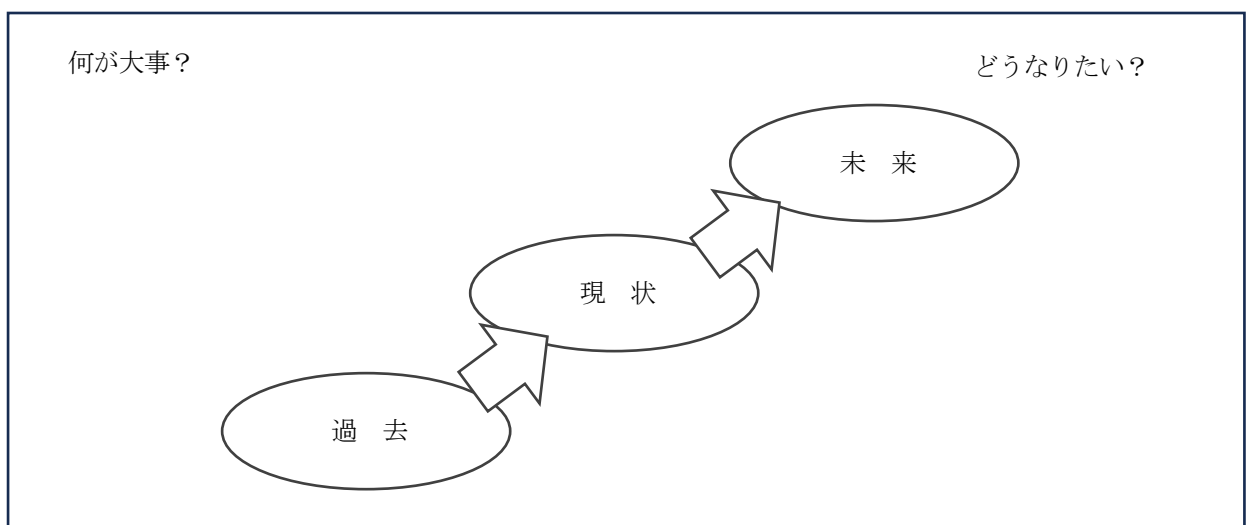 何が大事？
どうなりたい？
未　来
現　状
過　去